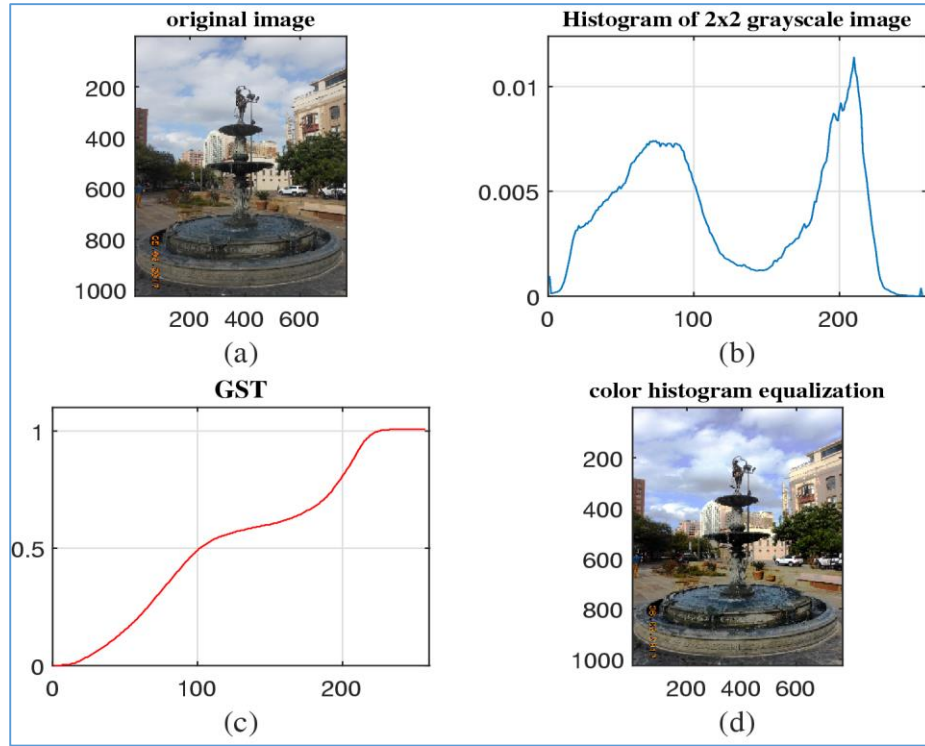 original image
200
400
600
800
1000
200 400 600
(a)
Histogram of 2x2 grayscale image
0.01
0.005
0
0 100 200
(b)
GST
1
0.5
0
0 100 200
(c)
color histogram equalization
200
400
600
800
1000
200 400 600
(d)